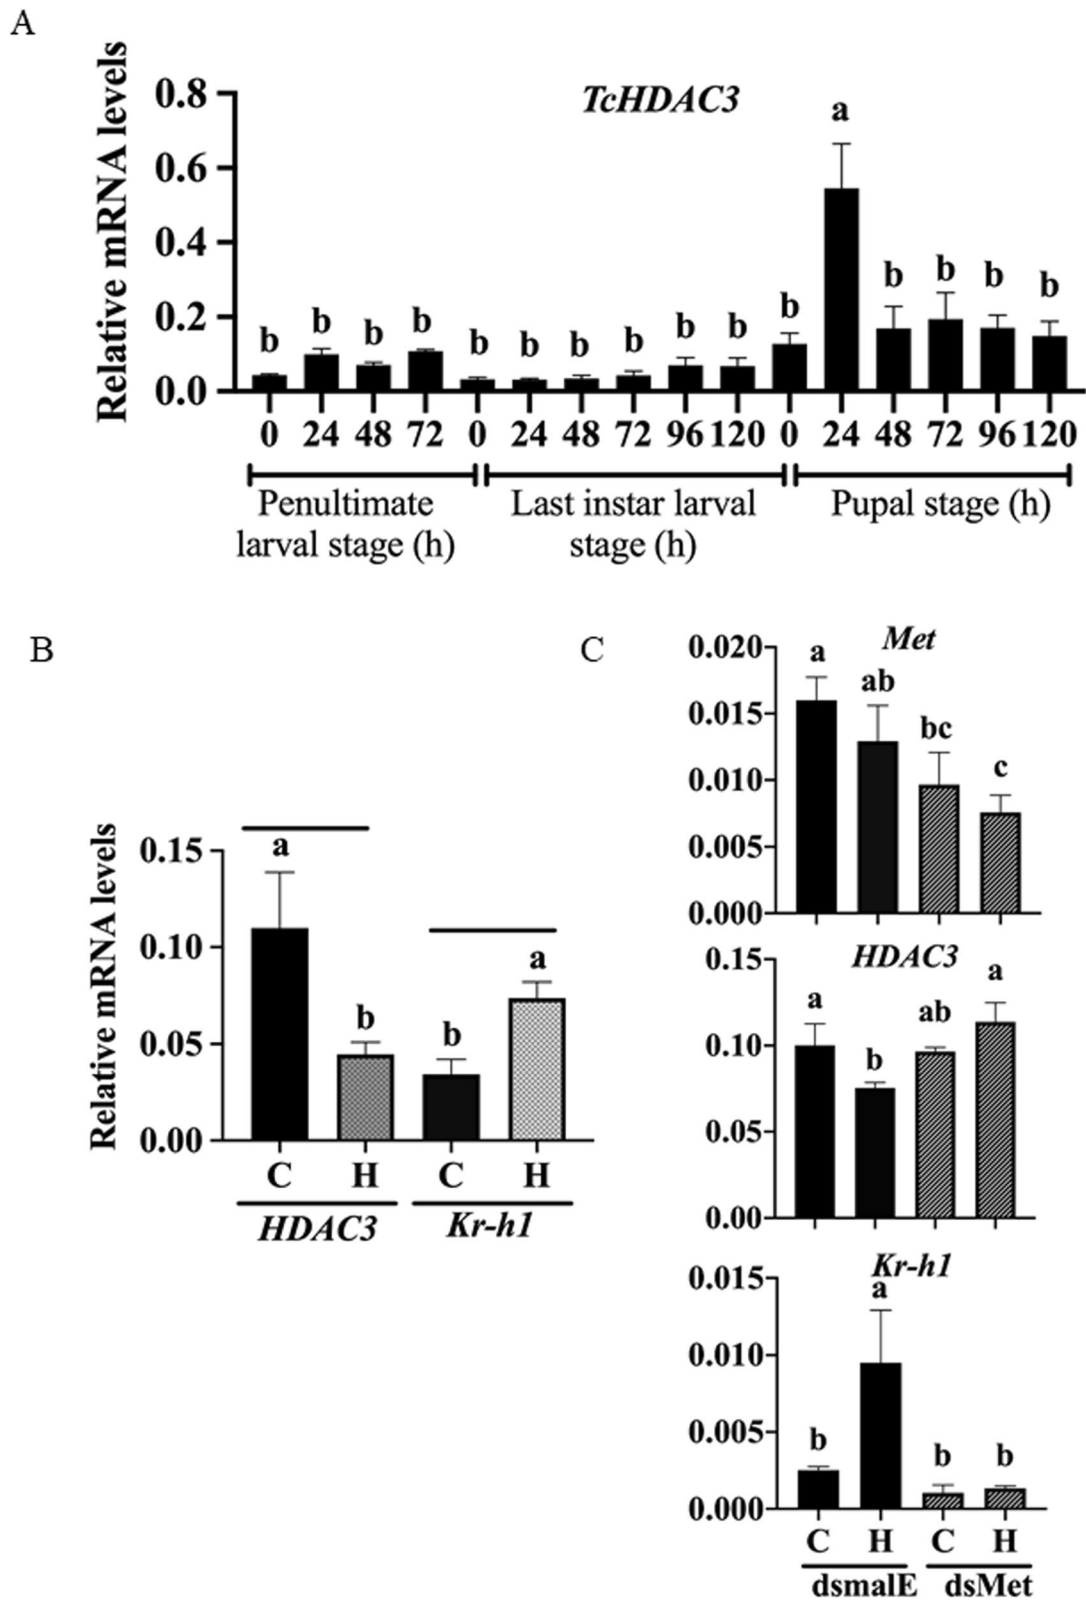 A
TcHDAC3
Relative mRNA levels
0.8
0.6
0.4
0.2
0.0
b b b b b b b b b b b a b b b b
0 24 48 72 0 24 48 72 96 120 0 24 48 72 96 120
Penultimate
larval stage (h)
Last instar larval
stage (h)
Pupal stage (h)
B
Relative mRNA levels
0.15
0.10
0.05
0.00
a b b a
C H C H
HDAC3 Kr-h1
C
Met
0.020
0.015
0.010
0.005
0.000
a ab bc c
HDAC3
0.15
0.10
0.05
0.00
a b ab a
Kr-h1
0.015
0.010
0.005
0.000
b a b b
C H C H
dsmalE dsMet